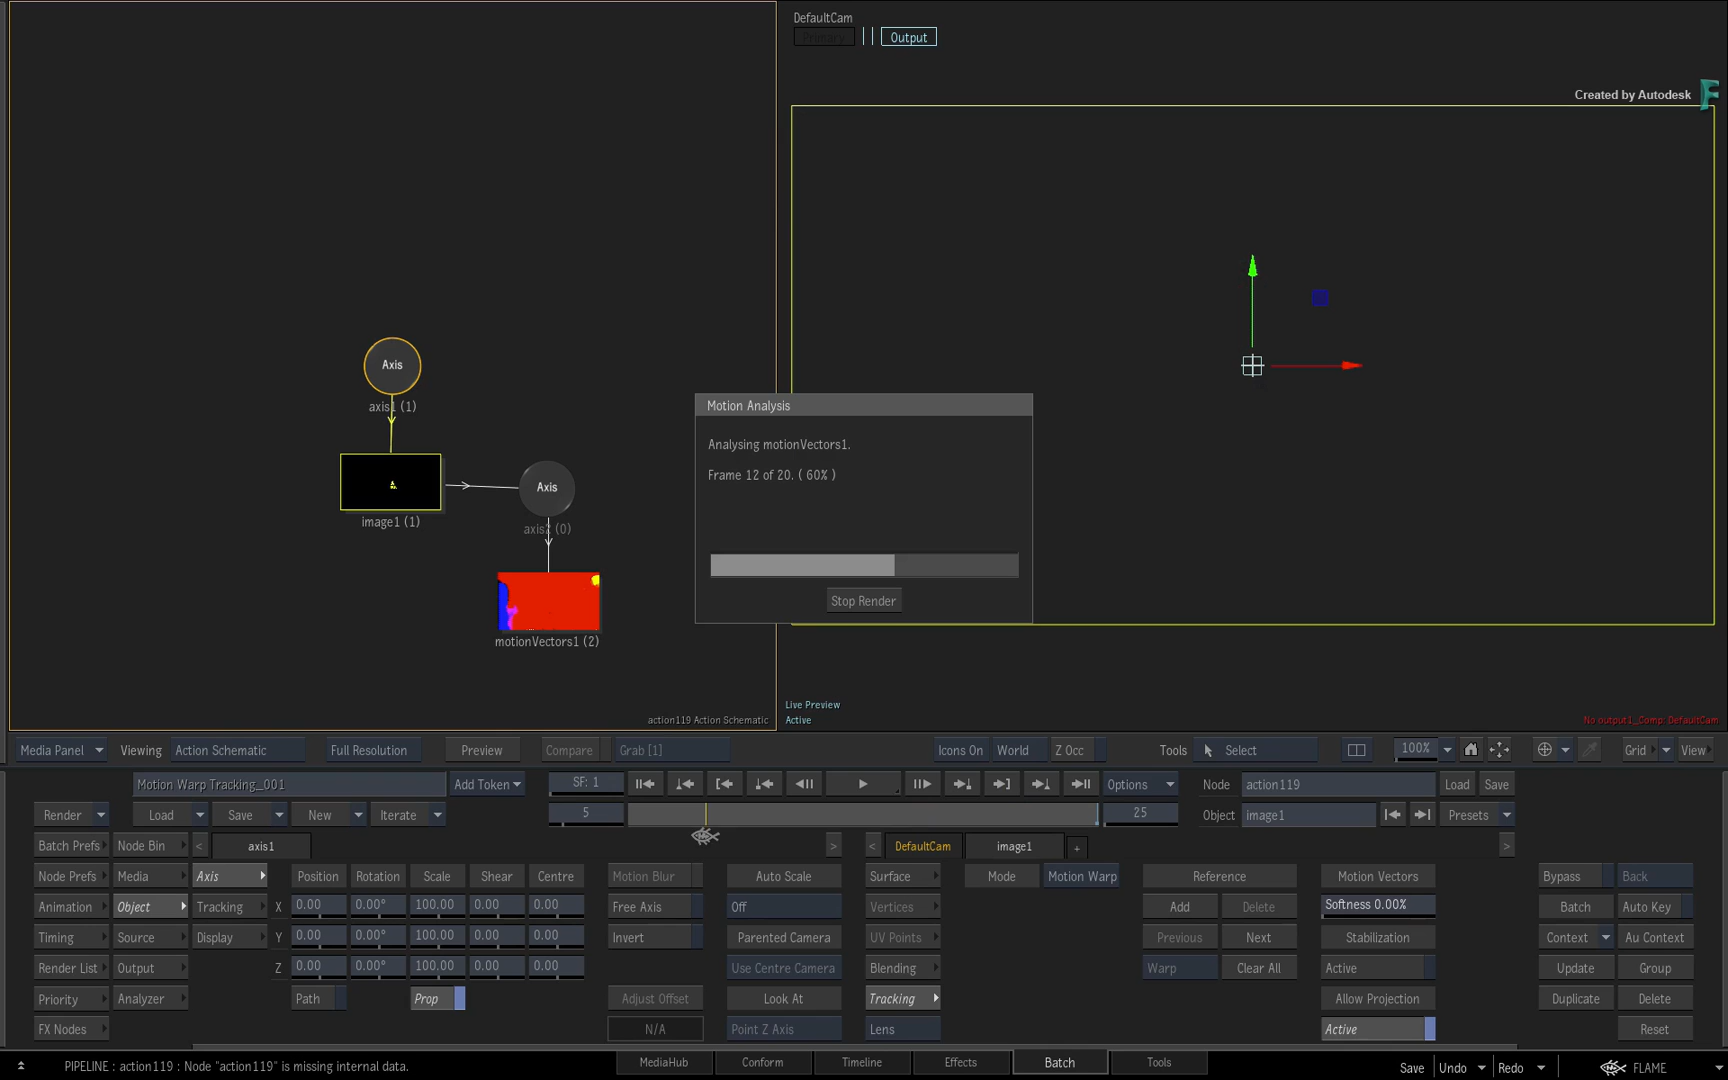 DefaultCam
Primary Output
Created by Autodesk
Axis
axis1 (1)
image1 (1)
Axis
axis2 (0)
motionVectors1 (2)
Motion Analysis
Analysing motionVectors1.
Frame 12 of 20. ( 60% )
Stop Render
action119 Action Schematic
Live Preview
Active
No output1_Comp: DefaultCam
Media Panel Viewing Action Schematic Full Resolution Preview Compare Grab [1] Icons On World Z Occ Tools Select 100% Grid View
Motion Warp Tracking_001 Add Token SF: 1 Options Node action119 Load Save
Render Load Save New Iterate 5 25 Object image1 Presets
Batch Prefs Node Bin < axis1 > < DefaultCam image1 + >
Node Prefs Media Axis Position Rotation Scale Shear Centre Motion Blur Auto Scale Surface Mode Motion Warp Reference Motion Vectors Bypass Back
Animation Object Tracking X 0.00 0.00° 100.00 0.00 0.00 Free Axis Off Vertices Add Delete Softness 0.00% Batch Auto Key
Timing Source Display Y 0.00 0.00° 100.00 0.00 0.00 Invert Parented Camera UV Points Previous Next Stabilization Context Au Context
Render List Output Z 0.00 0.00° 100.00 0.00 0.00 Use Centre Camera Blending Warp Clear All Active Update Group
Priority Analyzer Path Prop Adjust Offset Look At Tracking Allow Projection Duplicate Delete
FX Nodes N/A Point Z Axis Lens Active Reset
PIPELINE : action119 : Node "action119" is missing internal data. MediaHub Conform Timeline Effects Batch Tools Save Undo Redo FLAME